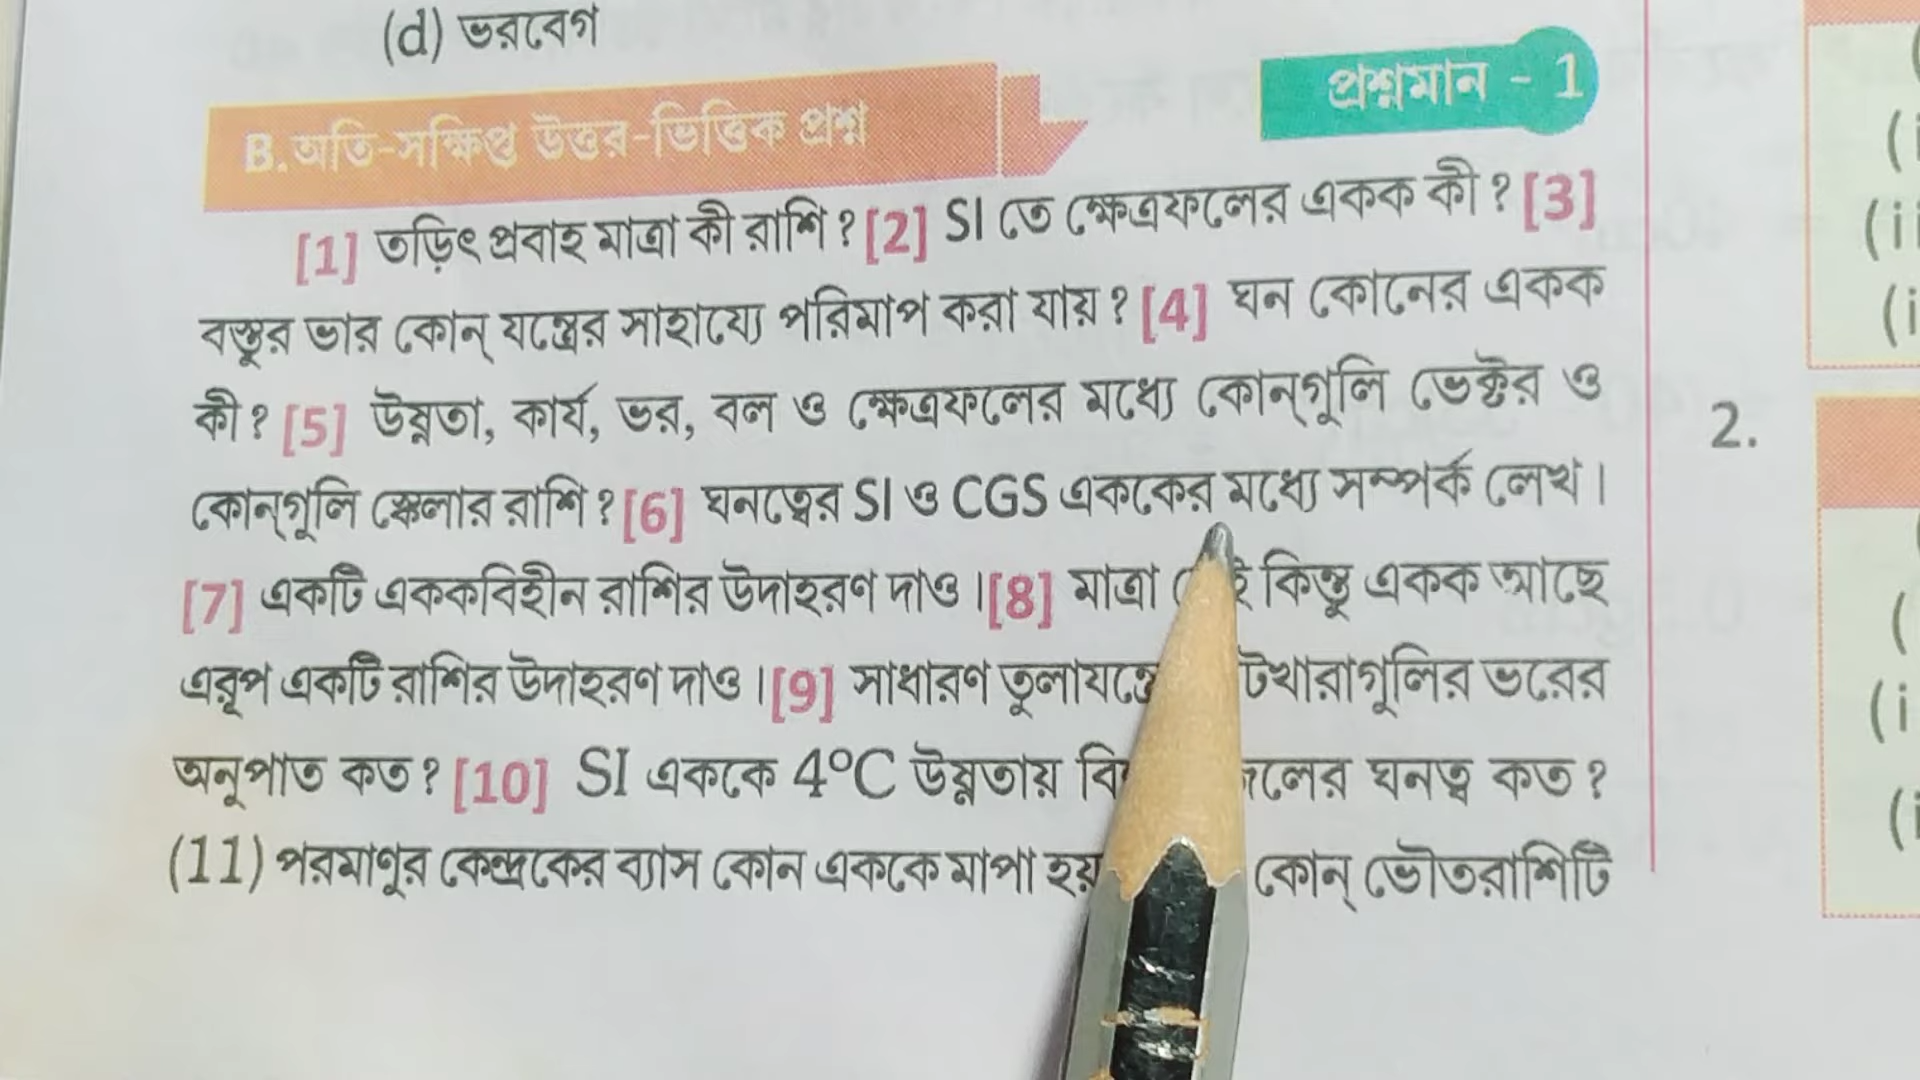 (d) ভরবেগ
B.অতি-সক্ষিপ্ত উত্তর-ভিত্তিক প্রশ্ন
প্রশ্নমান - 1
[1] তড়িৎ প্রবাহ মাত্রা কী রাশি ? [2] SI তে ক্ষেত্রফলের একক কী ? [3]
বস্তুর ভার কোন্ যন্ত্রের সাহায্যে পরিমাপ করা যায় ? [4] ঘন কোনের একক
কী ? [5] উষ্ণতা, কার্য, ভর, বল ও ক্ষেত্রফলের মধ্যে কোন্‌গুলি ভেক্টর ও
কোন্‌গুলি স্কেলার রাশি ? [6] ঘনত্বের SI ও CGS এককের মধ্যে সম্পর্ক লেখ ।
[7] একটি এককবিহীন রাশির উদাহরণ দাও । [8] মাত্রা কিন্তু একক আছে
এরূপ একটি রাশির উদাহরণ দাও । [9] সাধারণ ভরের
অনুপাত কত ? [10] SI এককে 4°C উষ্ণতায় ঘনত্ব কত ?
(11) পরমাণুর কেন্দ্রকের ব্যাস কোন এককে মাপা হয় কোন্ ভৌতরাশিটি
2.